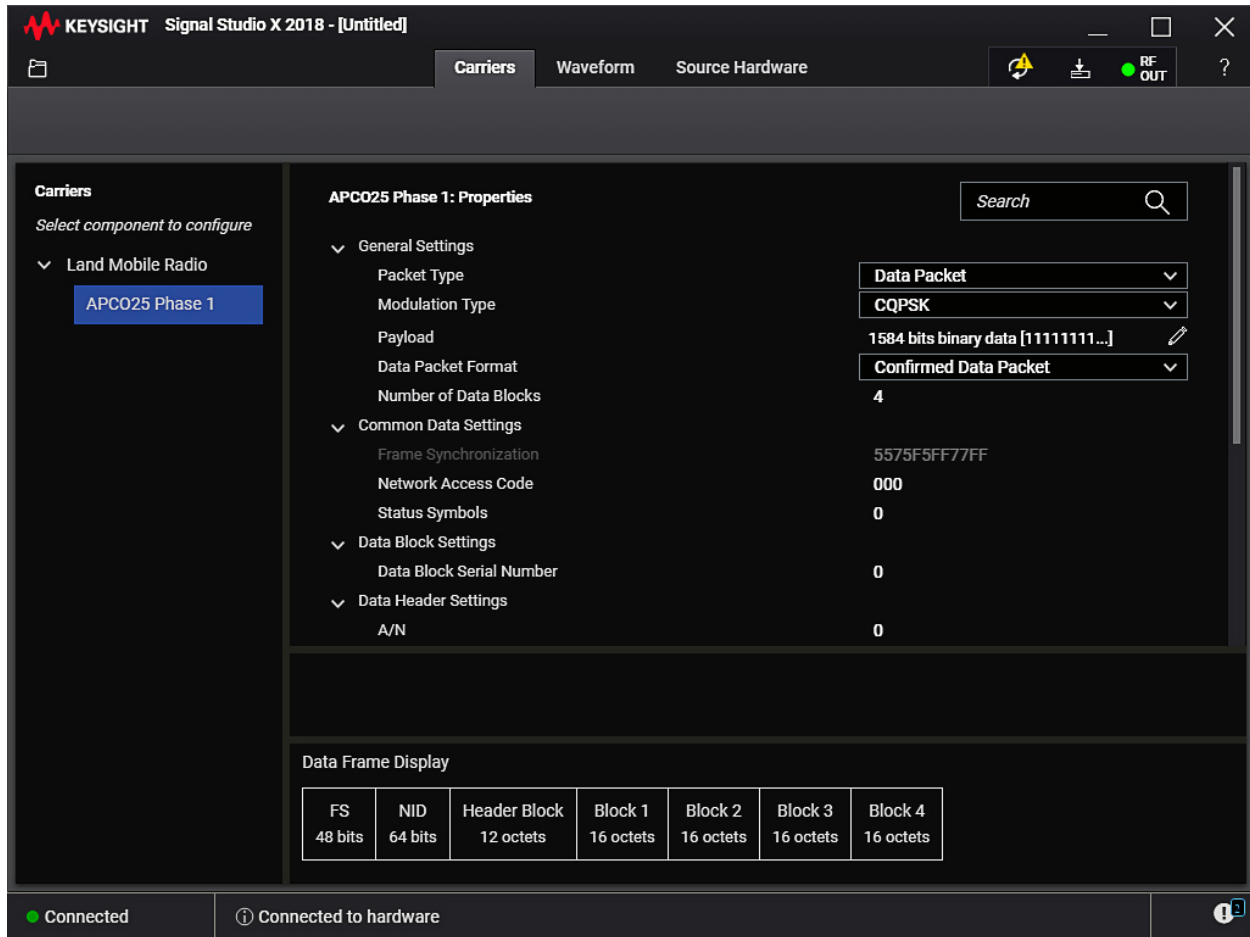 KEYSIGHT Signal Studio X 2018 - [Untitled]
Carriers Waveform Source Hardware RF OUT ?
Carriers
Select component to configure
Land Mobile Radio
APCO25 Phase 1
APCO25 Phase 1: Properties
Search
General Settings
Packet Type Data Packet
Modulation Type CQPSK
Payload 1584 bits binary data [11111111...]
Data Packet Format Confirmed Data Packet
Number of Data Blocks 4
Common Data Settings
Frame Synchronization 5575F5FF77FF
Network Access Code 000
Status Symbols 0
Data Block Settings
Data Block Serial Number 0
Data Header Settings
A/N 0
Data Frame Display
FS NID Header Block Block 1 Block 2 Block 3 Block 4
48 bits 64 bits 12 octets 16 octets 16 octets 16 octets 16 octets
Connected Connected to hardware 2